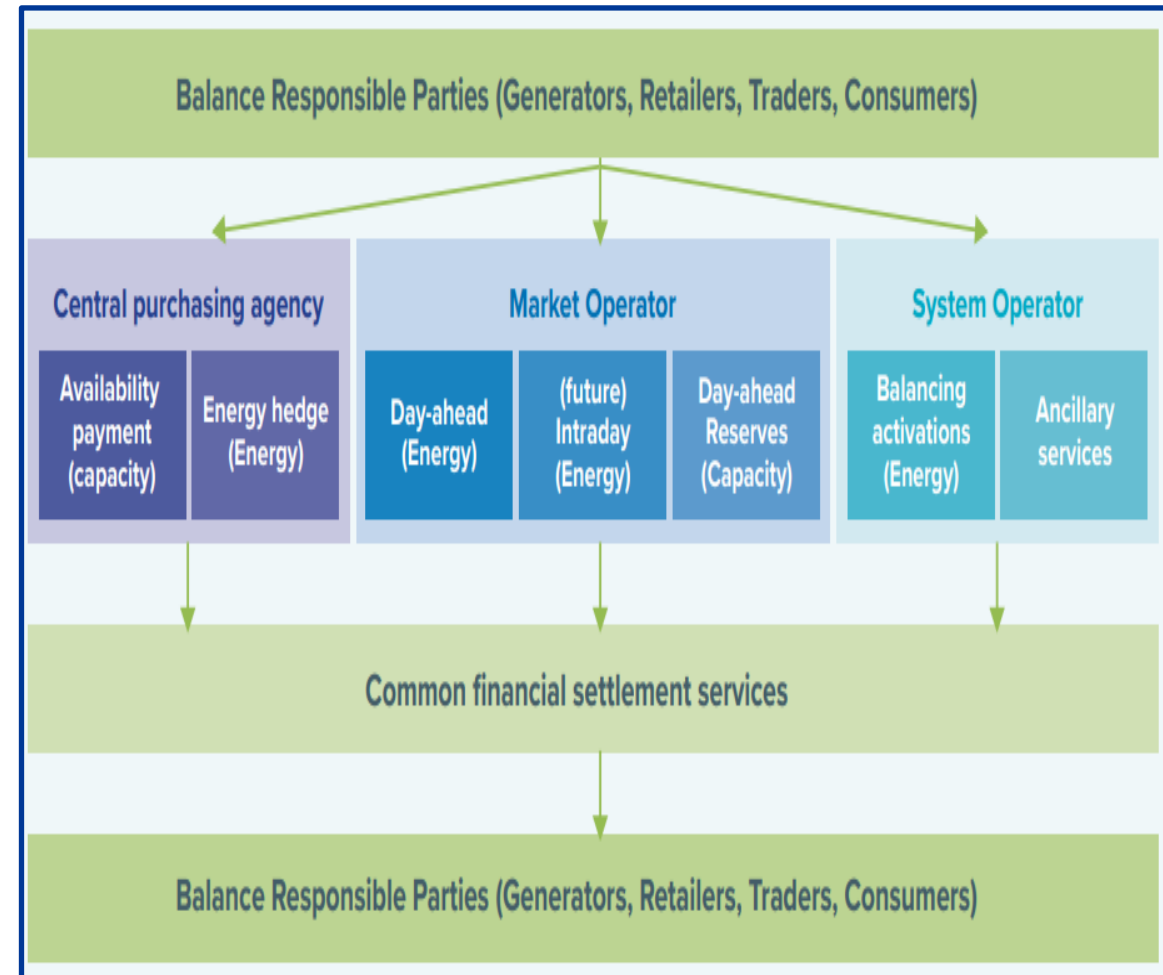 Balance Responsible Parties (Generators, Retailers, Traders, Consumers)
Central purchasing agency
Availability
payment
(capacity)
Energy hedge
(Energy)
Market Operator
Day-ahead
(Energy)
(future)
Intraday
(Energy)
Day-ahead
Reserves
(Capacity)
System Operator
Balancing
activations
(Energy)
Ancillary
services
Common financial settlement services
Balance Responsible Parties (Generators, Retailers, Traders, Consumers)